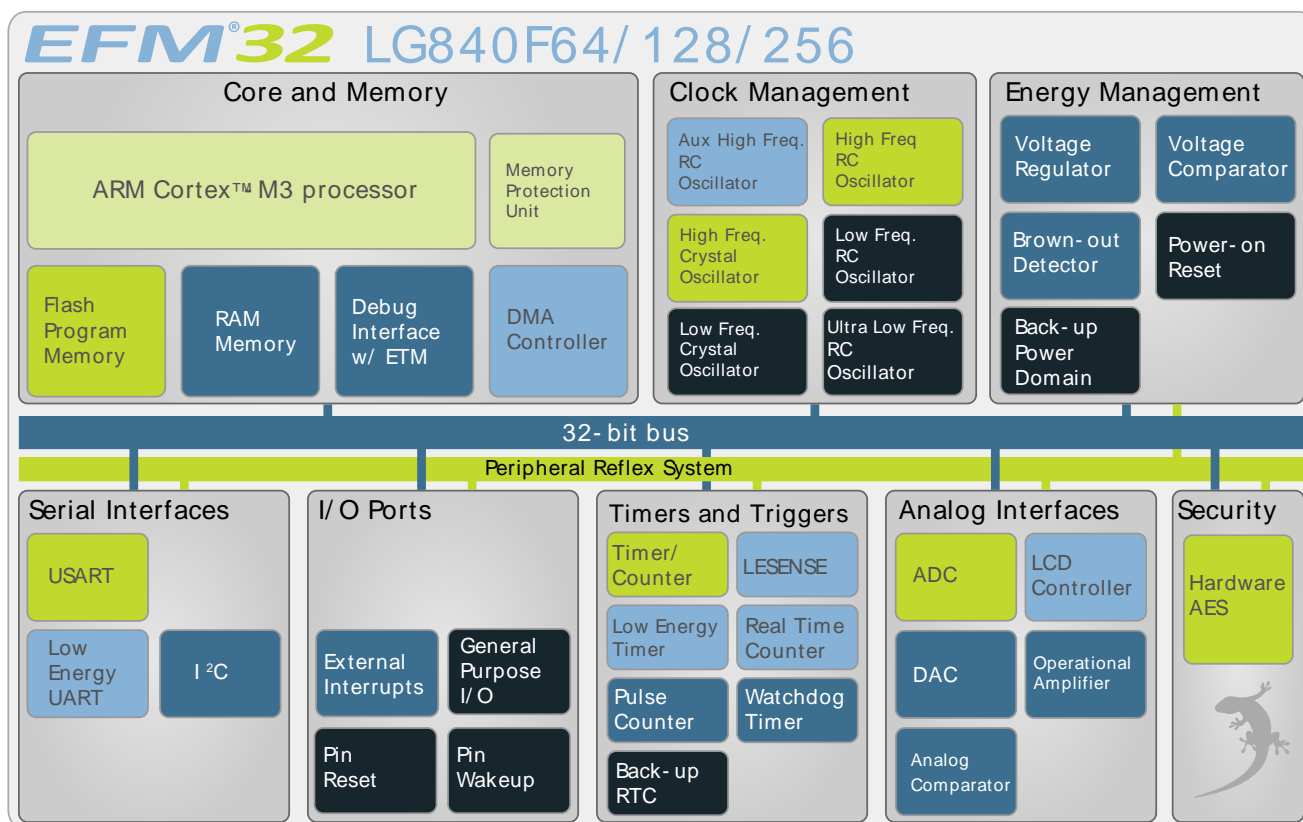 EFM®32 LG840F64/128/256
Core and Memory
ARM Cortex™ M3 processor
Memory
Protection
Unit
Flash
Program
Memory
RAM
Memory
Debug
Interface
w/ ETM
DMA
Controller
Clock Management
Aux High Freq.
RC
Oscillator
High Freq
RC
Oscillator
High Freq.
Crystal
Oscillator
Low Freq.
RC
Oscillator
Low Freq.
Crystal
Oscillator
Ultra Low Freq.
RC
Oscillator
Energy Management
Voltage
Regulator
Voltage
Comparator
Brown-out
Detector
Power-on
Reset
Back-up
Power
Domain
32-bit bus
Peripheral Reflex System
Serial Interfaces
USART
Low
Energy
UART
I²C
I/O Ports
External
Interrupts
General
Purpose
I/O
Pin
Reset
Pin
Wakeup
Timers and Triggers
Timer/
Counter
LESENSE
Low Energy
Timer
Real Time
Counter
Pulse
Counter
Watchdog
Timer
Back-up
RTC
Analog Interfaces
ADC
LCD
Controller
DAC
Operational
Amplifier
Analog
Comparator
Security
Hardware
AES